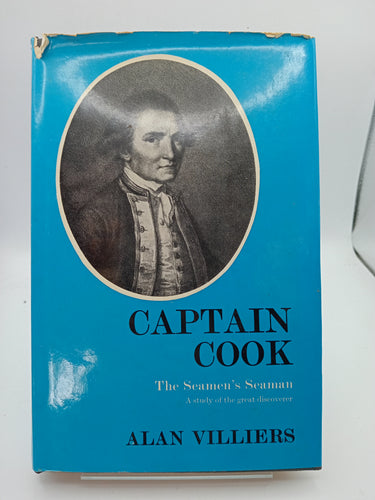 CAPTAIN
COOK
The Seamen's Seaman
A study of the great discoverer
ALAN VILLIERS